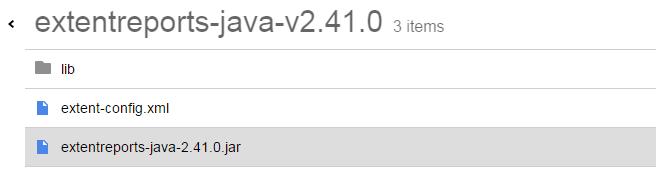 extentreports-java-v2.41.0 3 items
lib
extent-config.xml
extentreports-java-2.41.0.jar